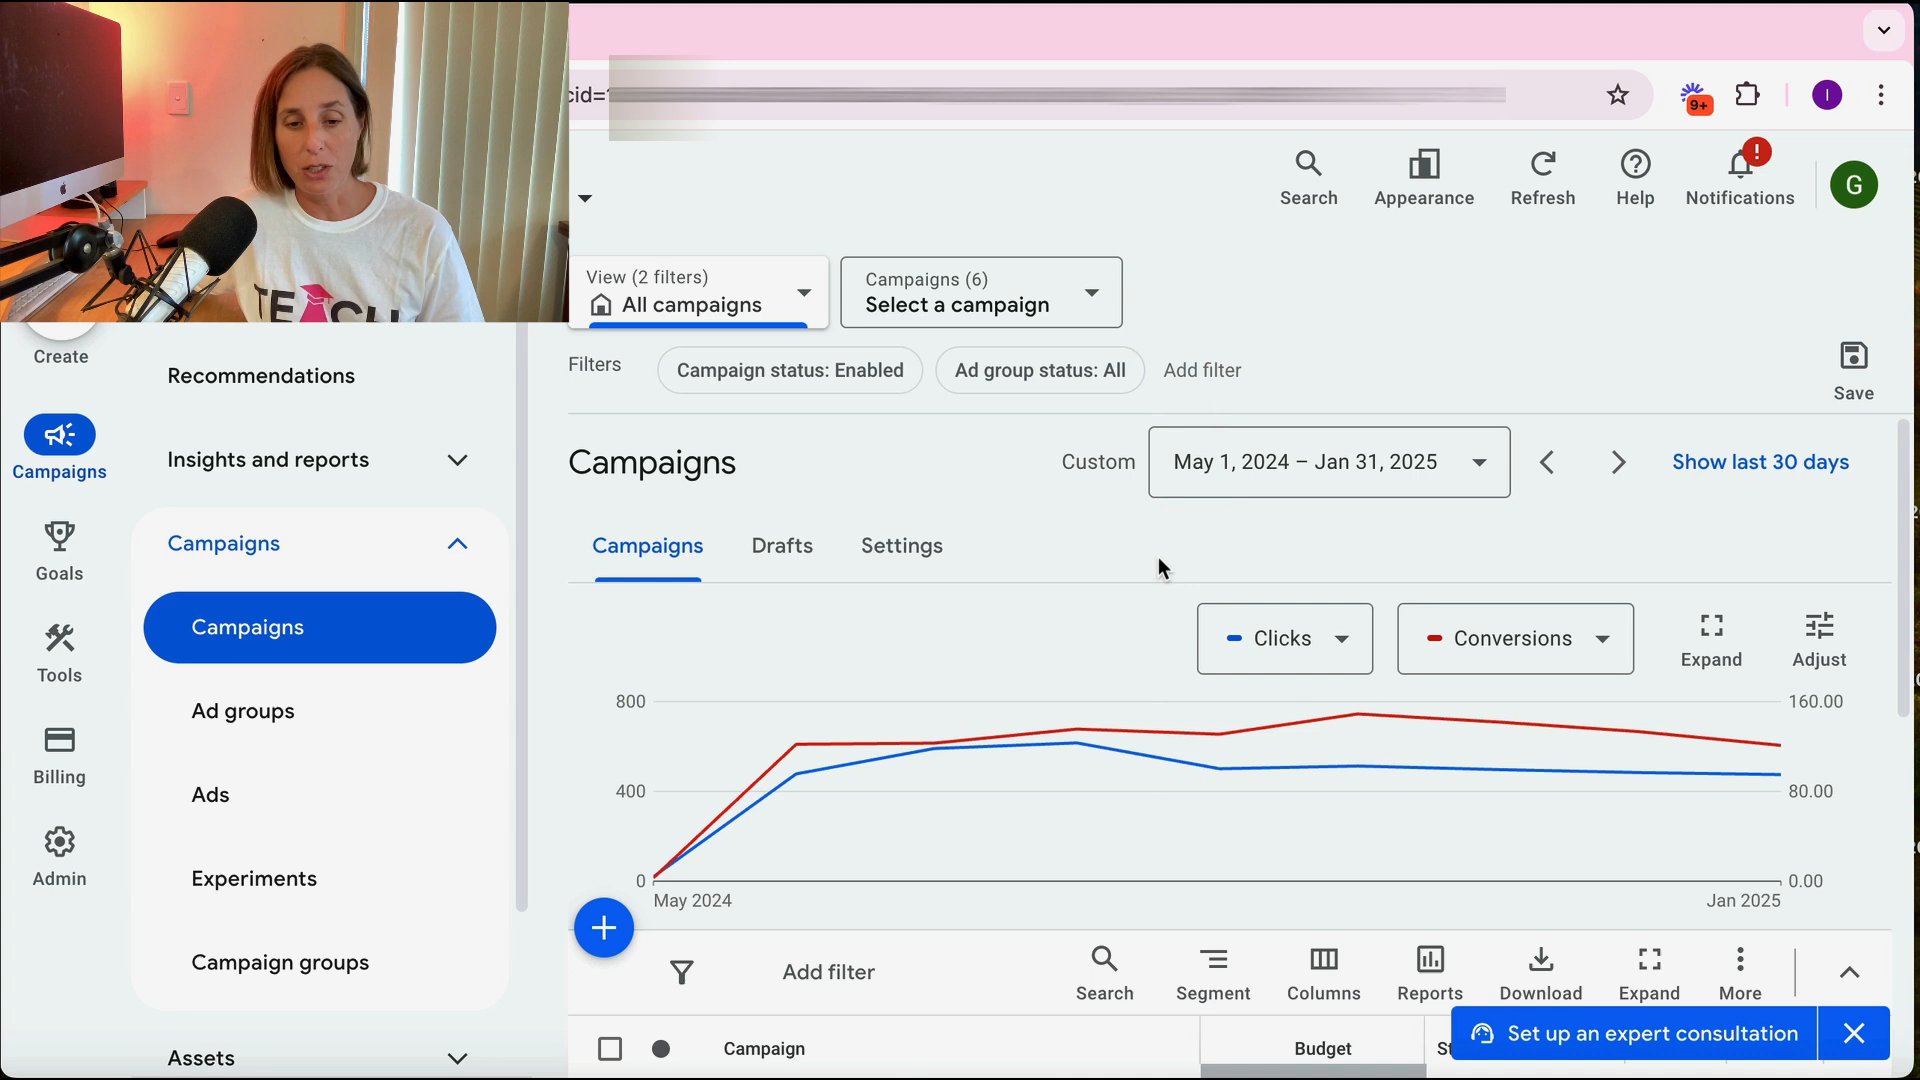 cid=
9+
I
Search
Appearance
Refresh
Help
Notifications
!
G
TEACH
View (2 filters)
All campaigns
Campaigns (6)
Select a campaign
Create
Filters
Campaign status: Enabled
Ad group status: All
Add filter
Save
Recommendations
Campaigns
Insights and reports
Campaigns
Custom
May 1, 2024 – Jan 31, 2025
Show last 30 days
Goals
Campaigns
Campaigns
Drafts
Settings
Campaigns
Clicks
Conversions
Expand
Adjust
Tools
Ad groups
800
160.00
Billing
Ads
400
80.00
Admin
Experiments
0
0.00
May 2024
Jan 2025
Campaign groups
Add filter
Search
Segment
Columns
Reports
Download
Expand
More
Assets
Campaign
Budget
Set up an expert consultation